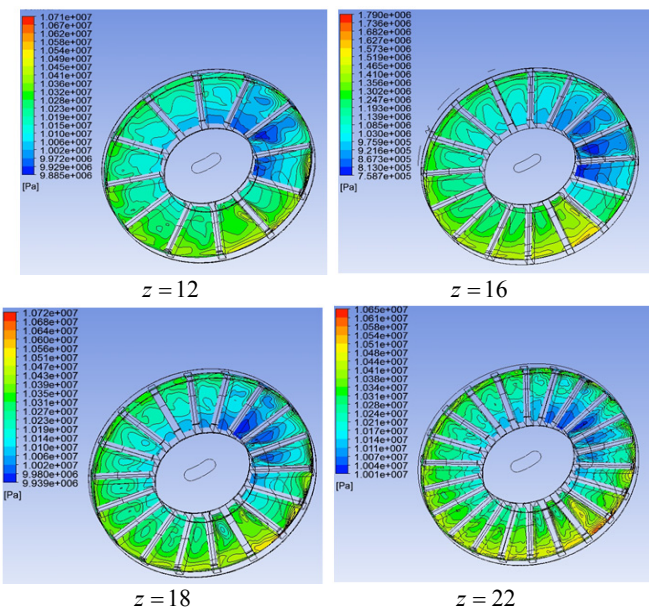 1.071e+007
1.067e+007
1.062e+007
1.058e+007
1.054e+007
1.049e+007
1.045e+007
1.041e+007
1.036e+007
1.032e+007
1.028e+007
1.023e+007
1.019e+007
1.015e+007
1.010e+007
1.006e+007
1.002e+007
9.972e+006
9.929e+006
9.885e+006
[Pa]
z = 12
1.790e+006
1.736e+006
1.682e+006
1.627e+006
1.573e+006
1.519e+006
1.465e+006
1.410e+006
1.356e+006
1.302e+006
1.247e+006
1.193e+006
1.139e+006
1.085e+006
1.030e+006
9.759e+005
9.216e+005
8.673e+005
8.130e+005
7.587e+005
[Pa]
z = 16
1.072e+007
1.068e+007
1.064e+007
1.060e+007
1.056e+007
1.051e+007
1.047e+007
1.043e+007
1.039e+007
1.035e+007
1.031e+007
1.027e+007
1.023e+007
1.019e+007
1.014e+007
1.010e+007
1.006e+007
1.002e+007
9.980e+006
9.939e+006
[Pa]
z = 18
1.065e+007
1.061e+007
1.058e+007
1.054e+007
1.051e+007
1.048e+007
1.044e+007
1.041e+007
1.038e+007
1.034e+007
1.031e+007
1.028e+007
1.024e+007
1.021e+007
1.017e+007
1.014e+007
1.011e+007
1.007e+007
1.004e+007
1.001e+007
[Pa]
z = 22